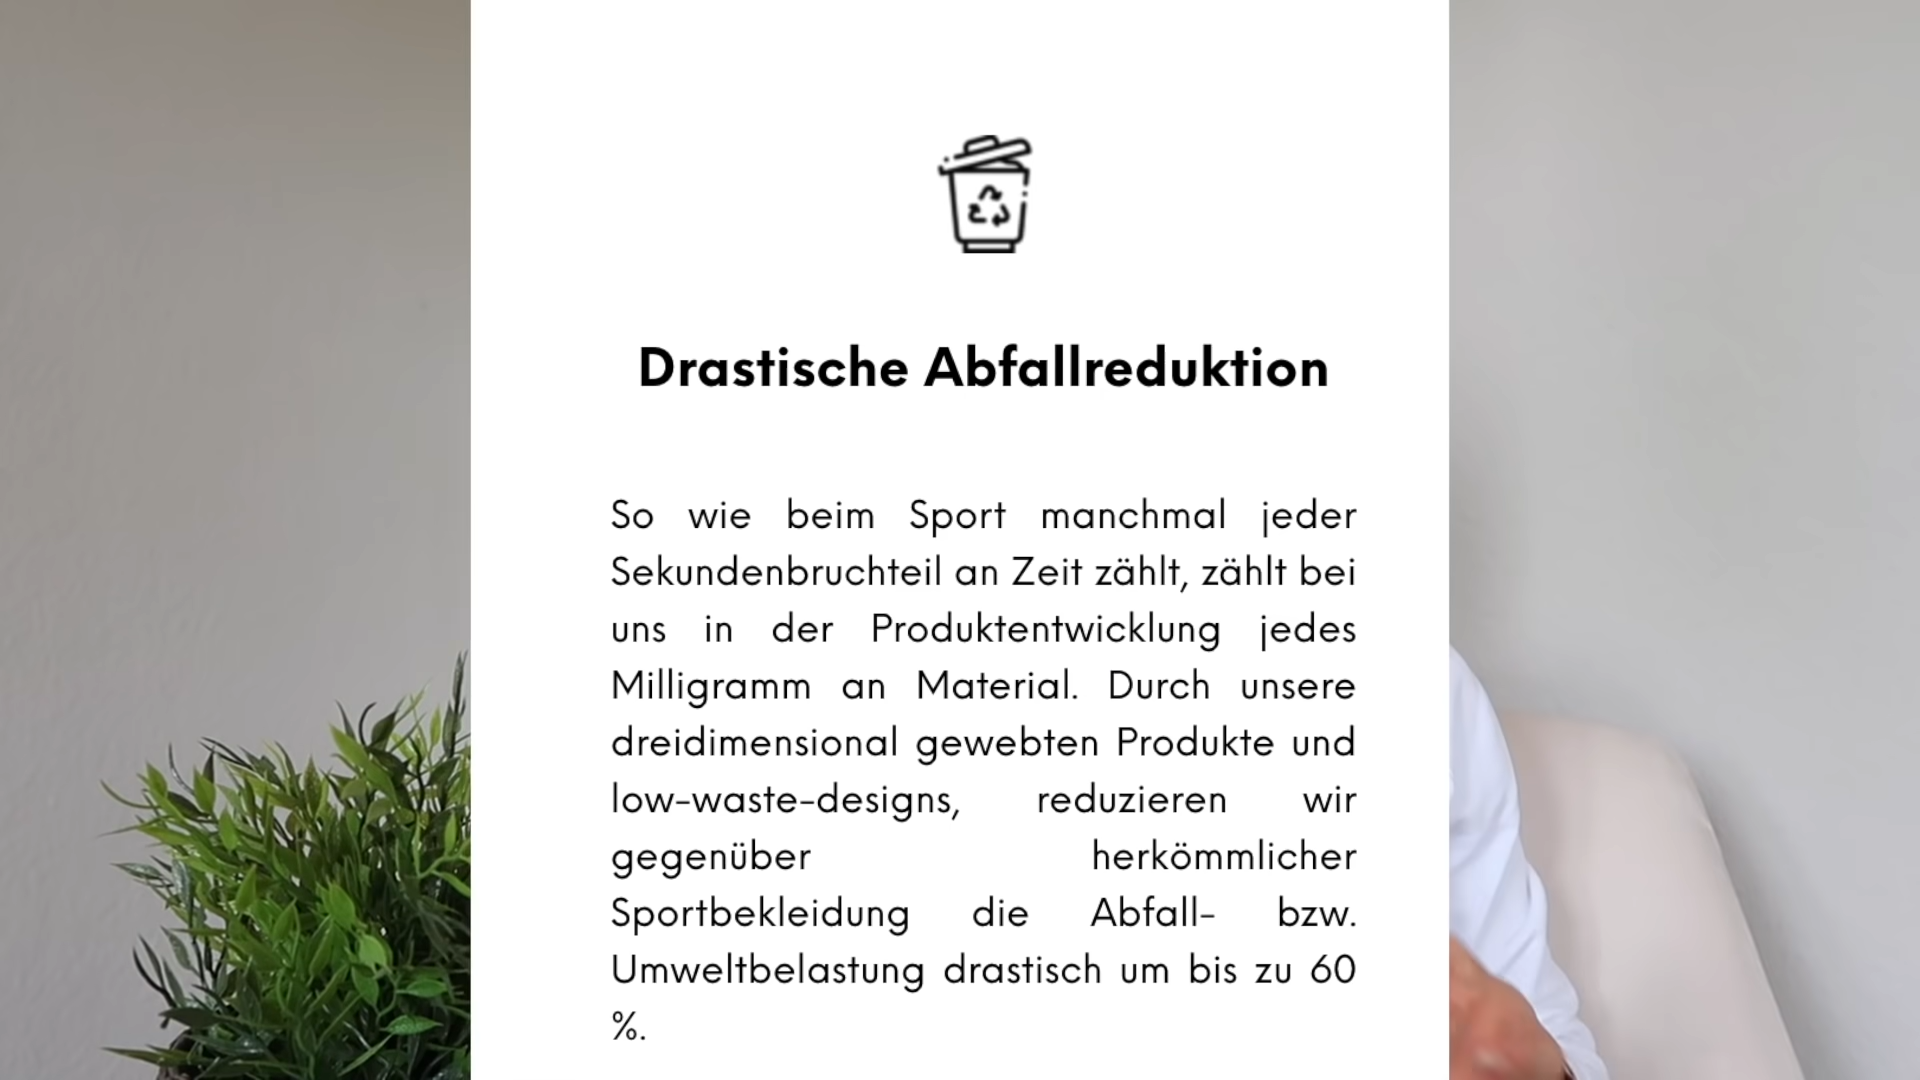 Drastische Abfallreduktion
So wie beim Sport manchmal jeder
Sekundenbruchteil an Zeit zählt, zählt bei
uns in der Produktentwicklung jedes
Milligramm an Material. Durch unsere
dreidimensional gewebten Produkte und
low-waste-designs, reduzieren wir
gegenüber herkömmlicher
Sportbekleidung die Abfall- bzw.
Umweltbelastung drastisch um bis zu 60
%.